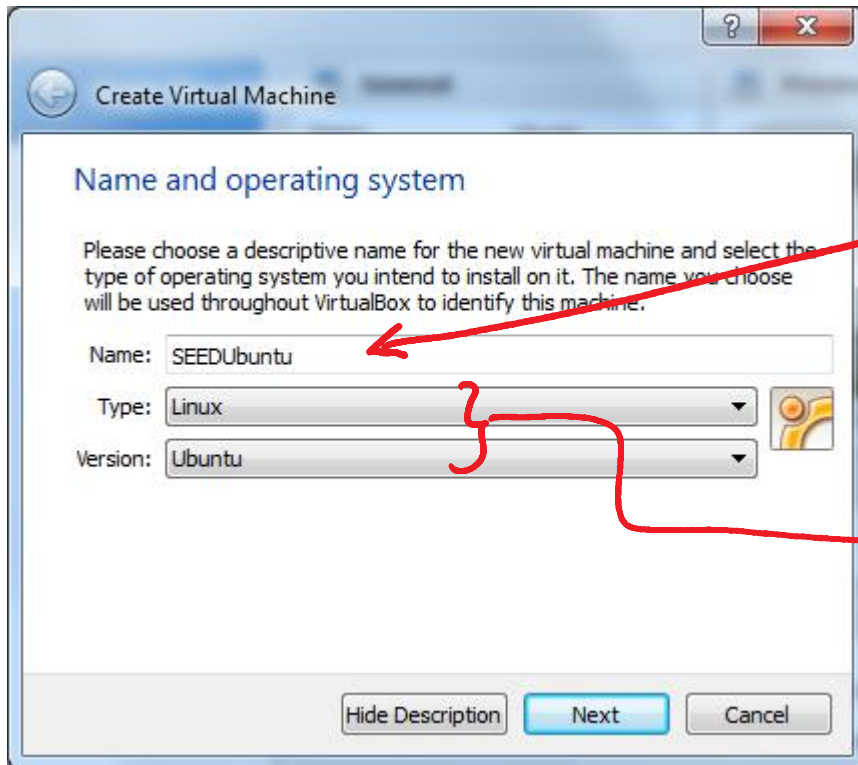 Create Virtual Machine
Name and operating system
Please choose a descriptive name for the new virtual machine and select the
type of operating system you intend to install on it. The name you choose
will be used throughout VirtualBox to identify this machine.
Name: SEEDUbuntu
Type: Linux
Version: Ubuntu
Hide Description Next Cancel